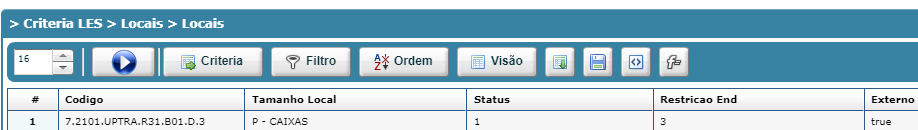 > Criteria LES > Locais > Locais
16 Criteria Filtro Ordem Visão
# Codigo Tamanho Local Status Restricao End Externo
1 7.2101.UPTRA.R31.B01.D.3 P - CAIXAS 1 3 true